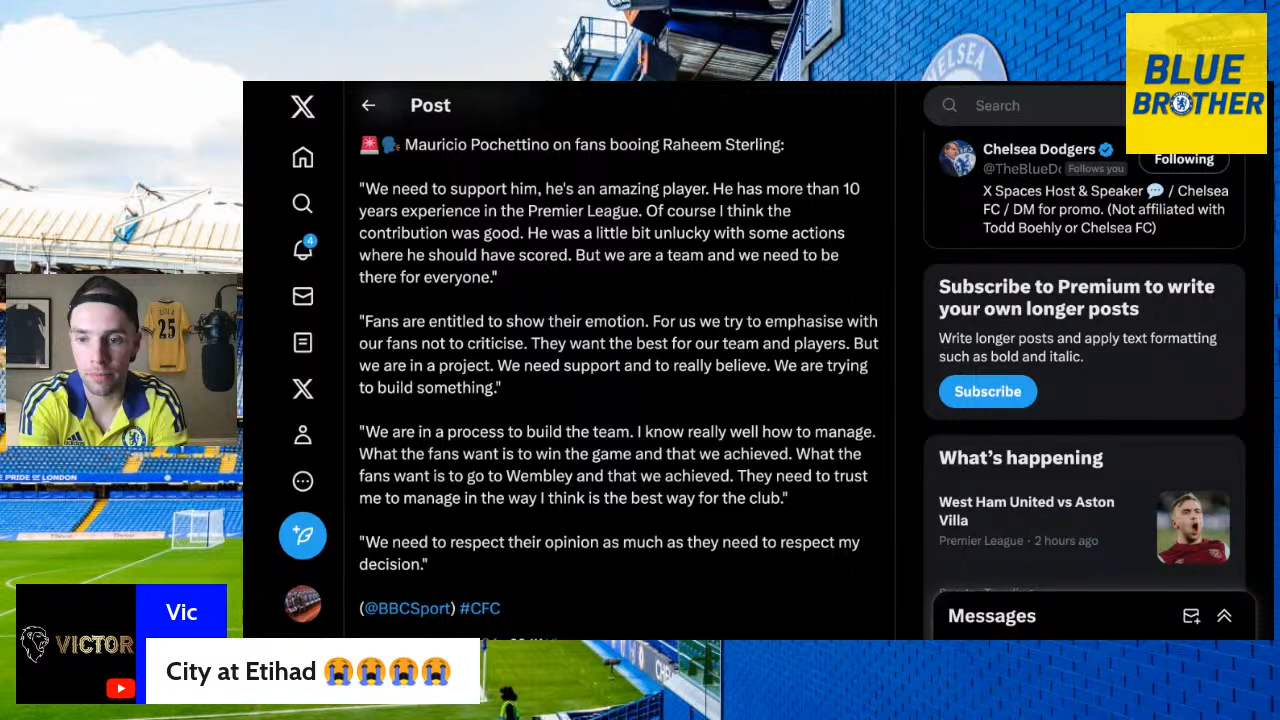 CHELSEA
BLUE
BROTHER
Post
Search
🚨🗣️ Mauricio Pochettino on fans booing Raheem Sterling:
"We need to support him, he's an amazing player. He has more than 10
years experience in the Premier League. Of course I think the
contribution was good. He was a little bit unlucky with some actions
where he should have scored. But we are a team and we need to be
there for everyone."
"Fans are entitled to show their emotion. For us we try to emphasise with
our fans not to criticise. They want the best for our team and players. But
we are in a project. We need support and to really believe. We are trying
to build something."
"We are in a process to build the team. I know really well how to manage.
What the fans want is to win the game and that we achieved. What the
fans want is to go to Wembley and that we achieved. They need to trust
me to manage in the way I think is the best way for the club."
"We need to respect their opinion as much as they need to respect my
decision."
(@BBCSport) #CFC
Chelsea Dodgers
@TheBlueDo Follows you
Following
X Spaces Host & Speaker 💬 / Chelsea
FC / DM for promo. (Not affiliated with
Todd Boehly or Chelsea FC)
Subscribe to Premium to write
your own longer posts
Write longer posts and apply text formatting
such as bold and italic.
Subscribe
What's happening
West Ham United vs Aston
Villa
Premier League · 2 hours ago
Messages
4
25
PRIDE OF LONDON
VICTOR
Vic
City at Etihad 😭😭😭😭